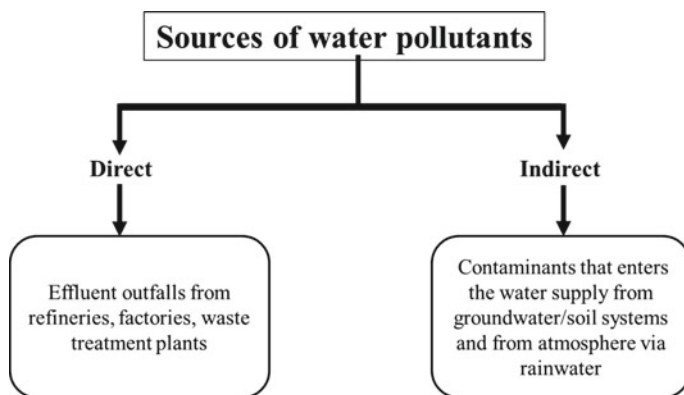 Sources of water pollutants
Direct
Indirect
Effluent outfalls from
refineries, factories, waste
treatment plants
Contaminants that enters
the water supply from
groundwater/soil systems
and from atmosphere via
rainwater